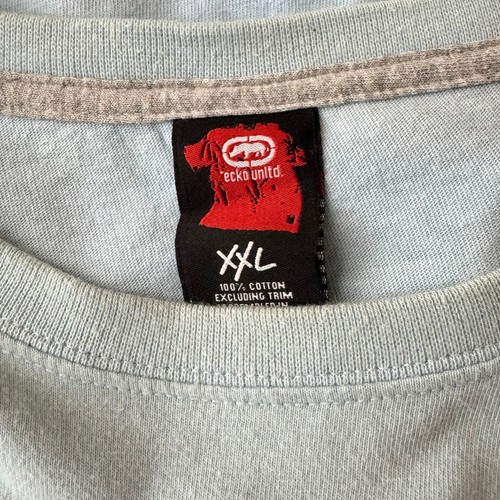 *ecko unltd.
XXL
100% COTTON
EXCLUDING TRIM